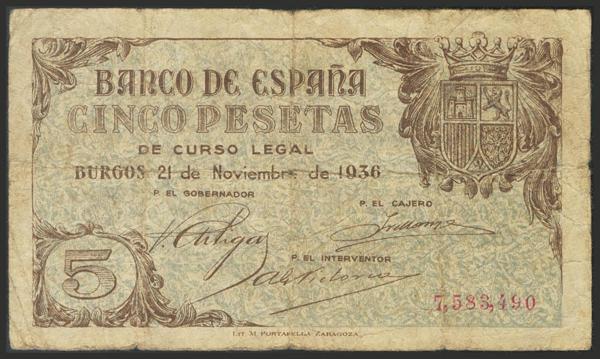 BANCO DE ESPAÑA
CINCO PESETAS
DE CURSO LEGAL
BURGOS 21 de Noviembre de 1936
P. EL GOBERNADOR
P. EL CAJERO
P. EL INTERVENTOR
5
7,583,490
LIT. M. PORTABELLA ZARAGOZA.